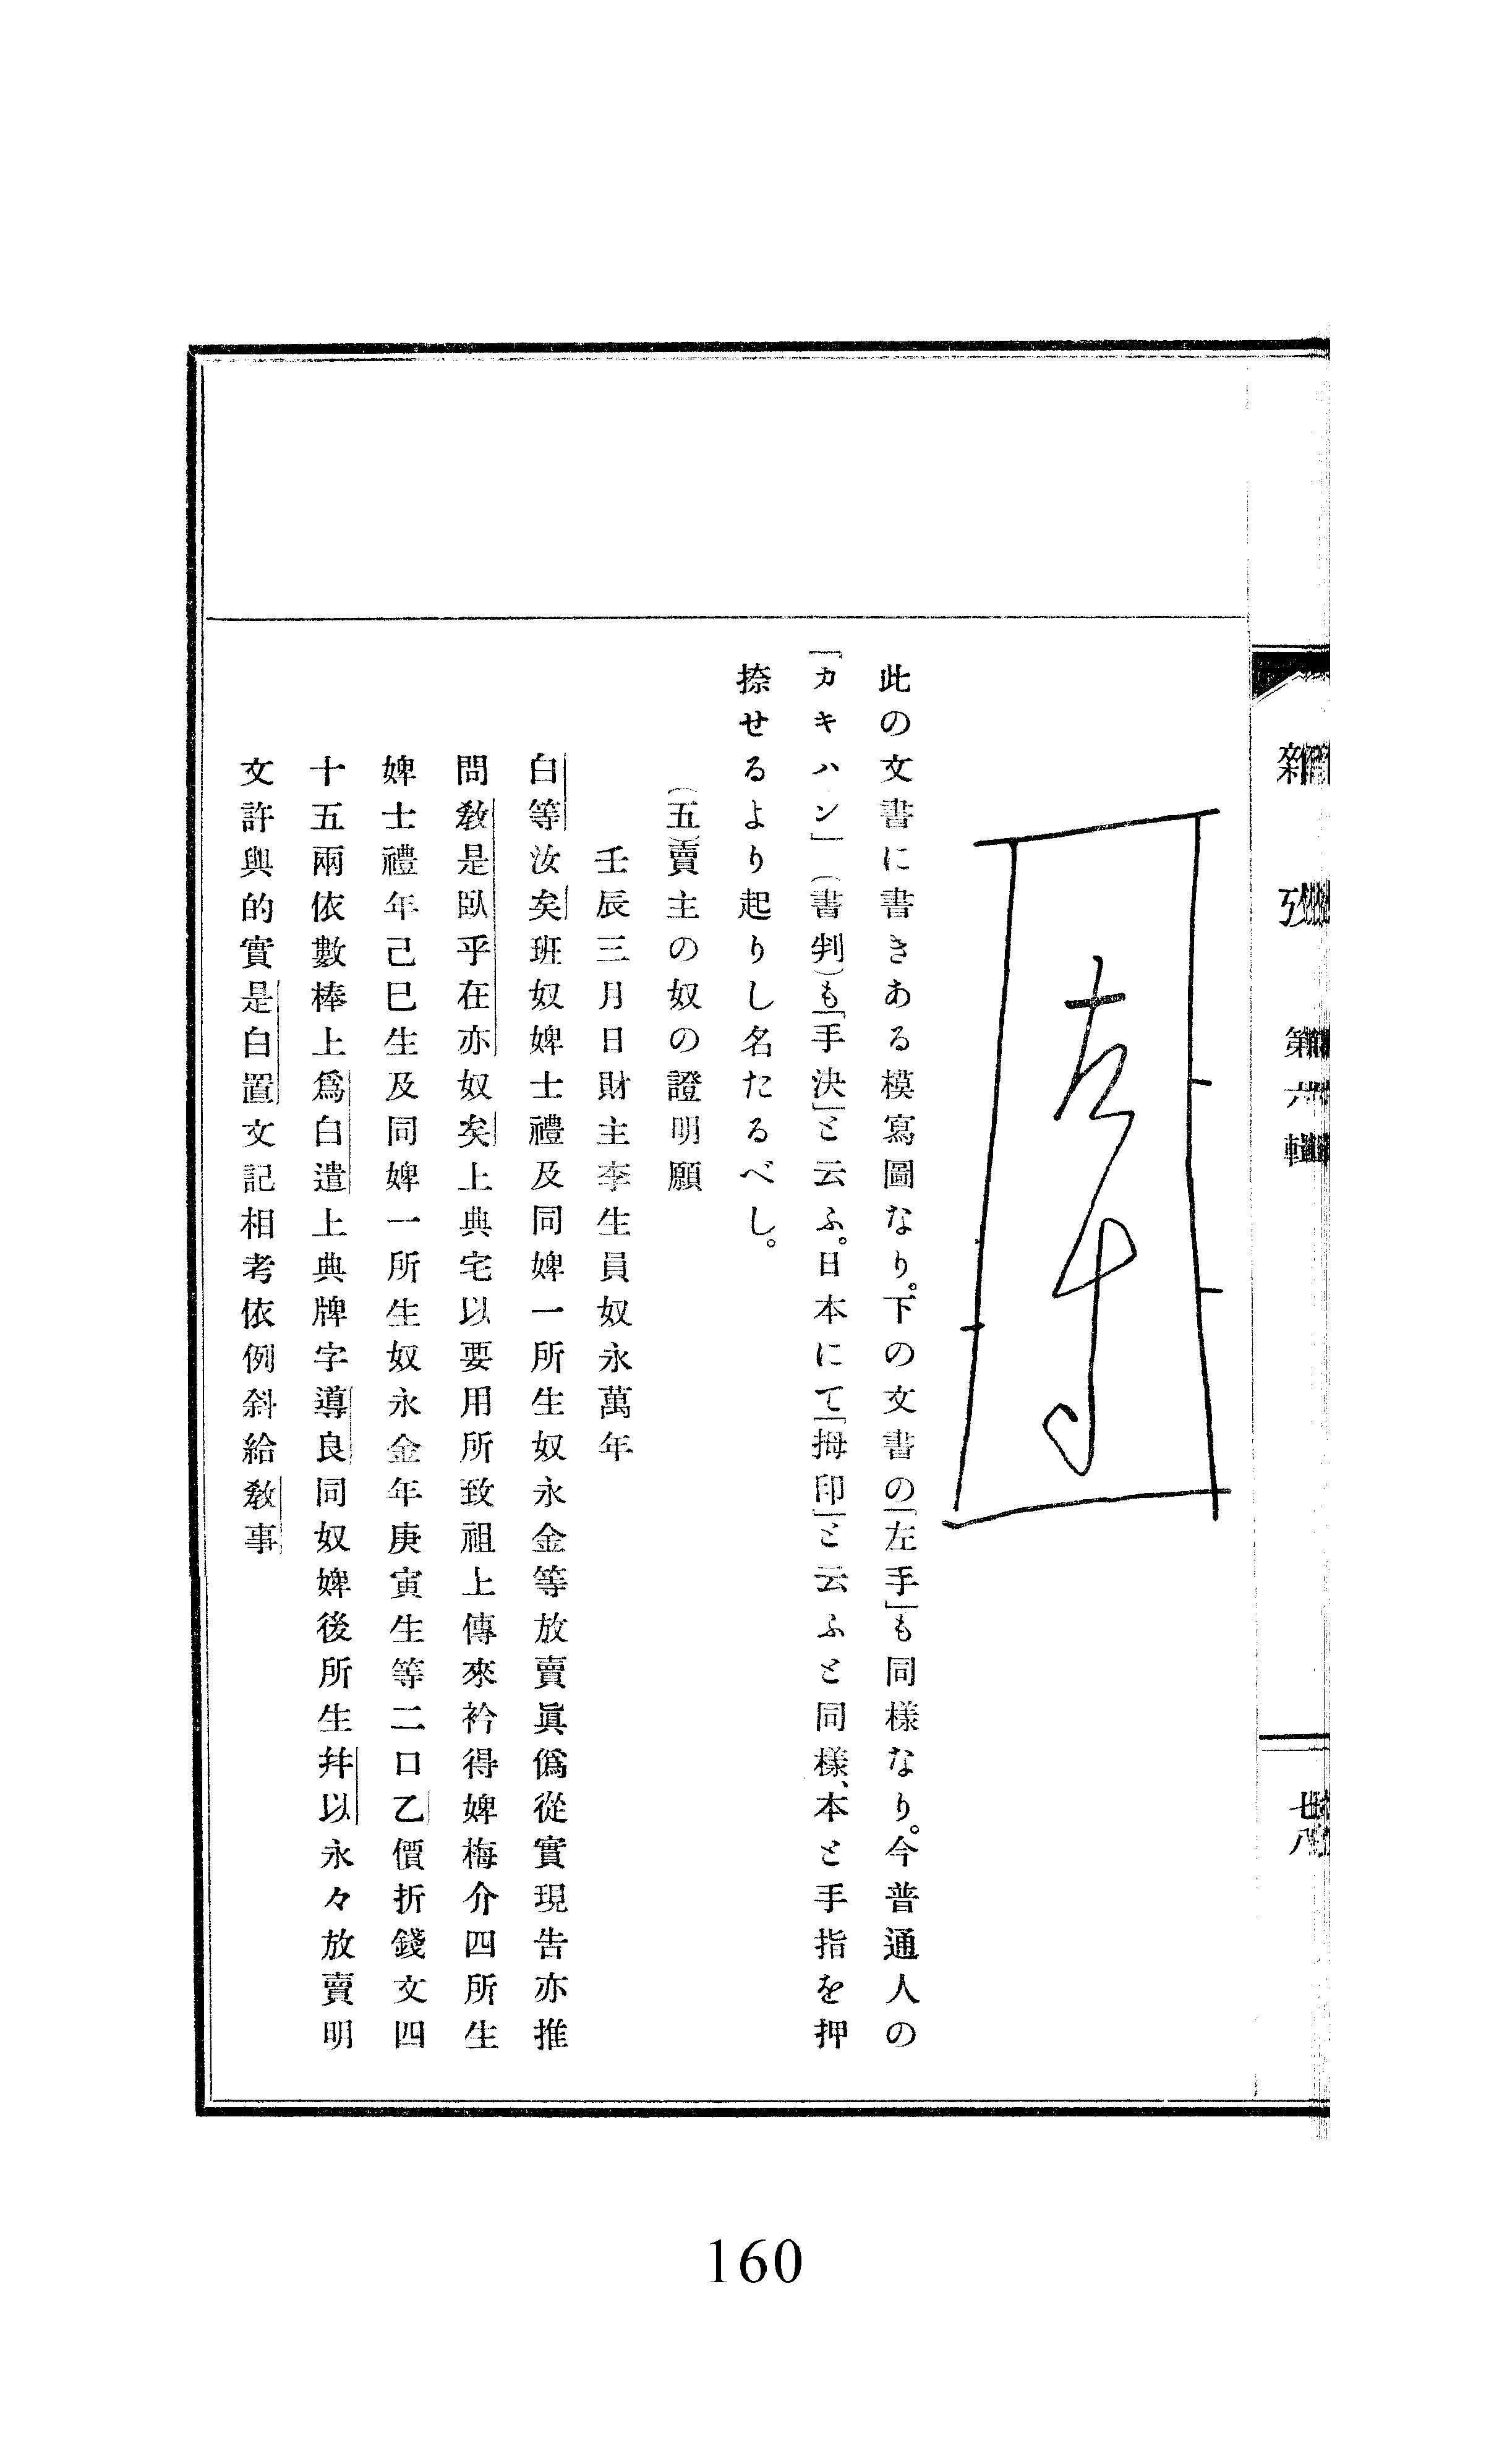 雜攷 第六輯 廿八
左手
此の文書に書きある模寫圖なり。下の文書の「左手」も同樣なり。今普通人の
「カキハン」(書判)も「手決」と云ふ。日本にて「拇印」と云ふと同樣、本と手指を押
捺せるより起りし名たるべし。
(五)賣主の奴の證明願
壬辰三月日財主李生員奴永萬年
白等汝矣班奴婢士禮及同婢一所生奴永金等放賣眞僞從實現告亦推
問敎是臥乎在亦奴矣上典宅以要用所致祖上傳來衿得婢梅介四所生
婢士禮年己巳生及同婢一所生奴永金年庚寅生等二口乙價折錢文四
十五兩依數棒上爲白遣上典牌字導良同奴婢後所生幷以永々放賣明
文許與的實是白置文記相考依例斜給敎事
160